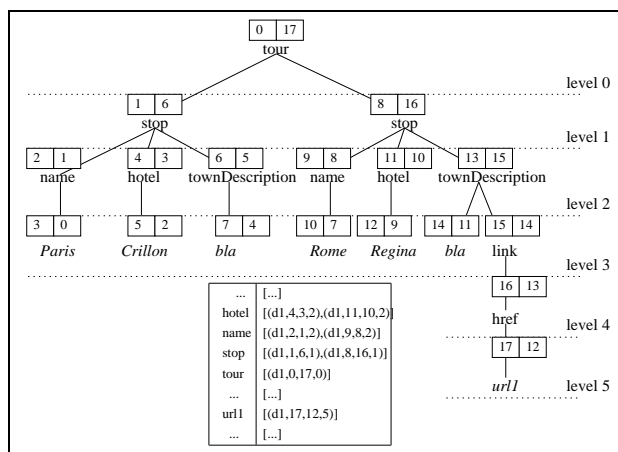 0 17
tour
level 0
1 6 8 16
stop stop
level 1
2 1 4 3 6 5 9 8 11 10 13 15
name hotel townDescription name hotel townDescription
level 2
3 0 5 2 7 4 10 7 12 9 14 11 15 14
Paris Crillon bla Rome Regina bla link
level 3
16 13
href
level 4
17 12
url1
level 5
... [...]
hotel [(d1,4,3,2),(d1,11,10,2)]
name [(d1,2,1,2),(d1,9,8,2)]
stop [(d1,1,6,1),(d1,8,16,1)]
tour [(d1,0,17,0)]
... [...]
url1 [(d1,17,12,5)]
... [...]